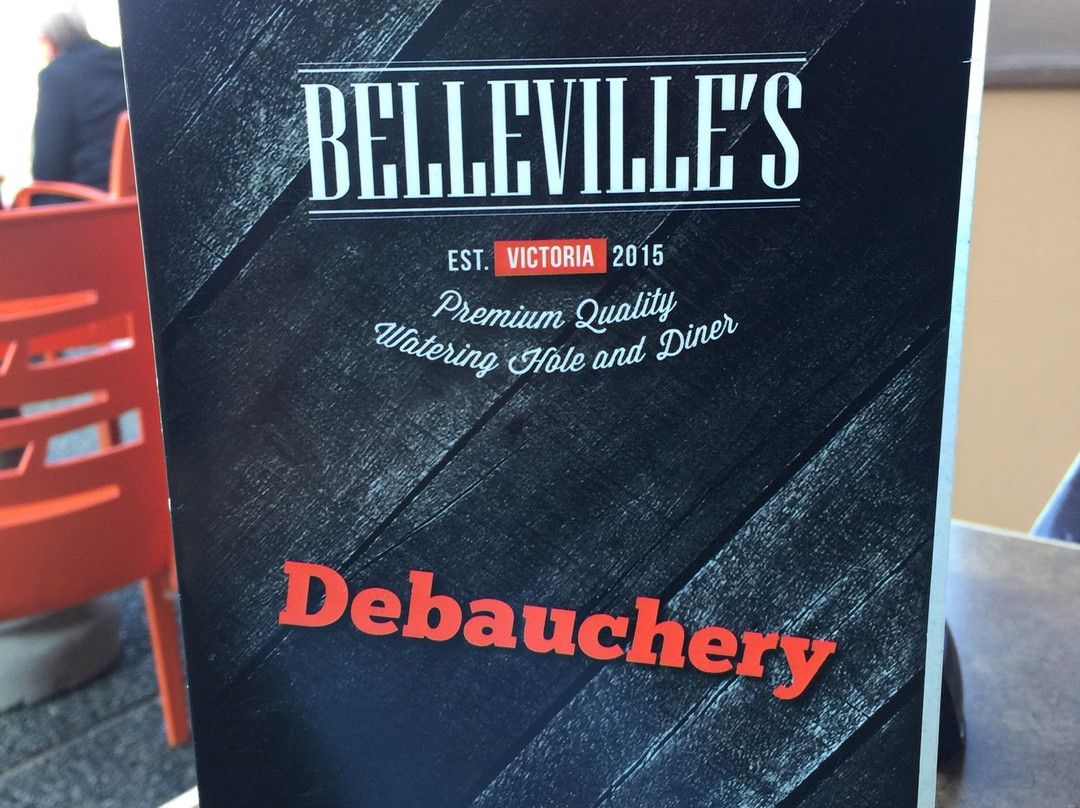 BELLEVILLE'S
EST. VICTORIA 2015
Premium Quality
Watering Hole and Diner
Debauchery